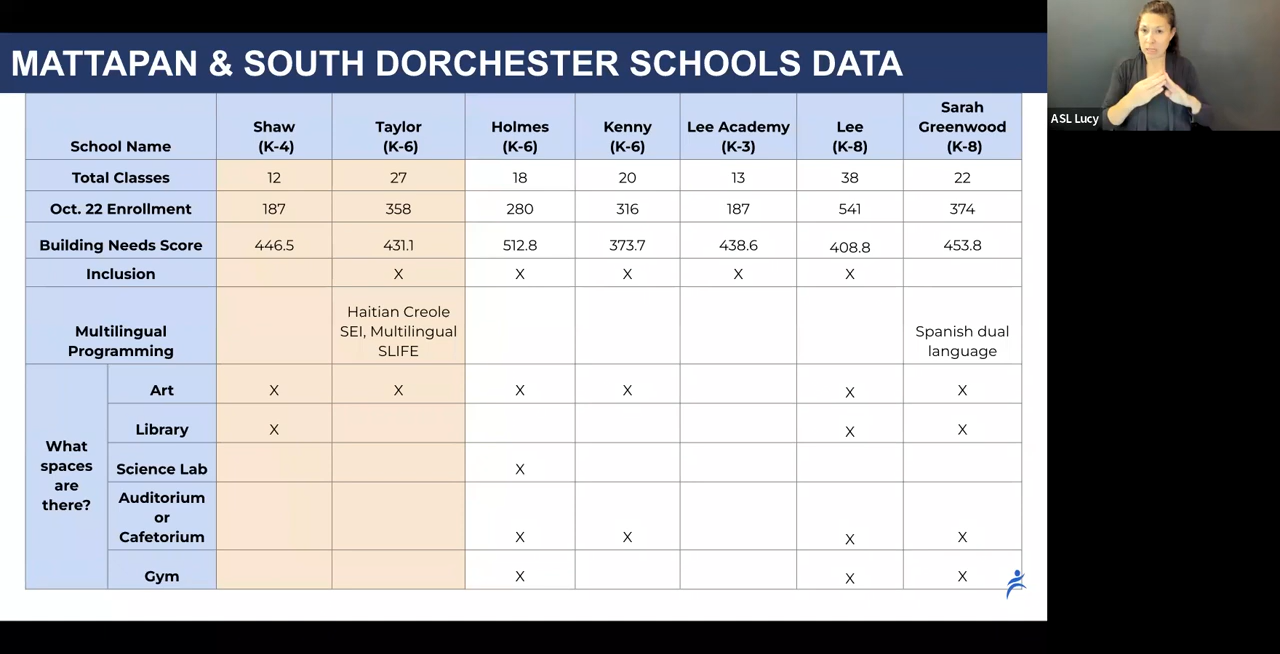 MATTAPAN & SOUTH DORCHESTER SCHOOLS DATA
ASL Lucy
School Name Shaw (K-4) Taylor (K-6) Holmes (K-6) Kenny (K-6) Lee Academy (K-3) Lee (K-8) Sarah Greenwood (K-8)
Total Classes 12 27 18 20 13 38 22
Oct. 22 Enrollment 187 358 280 316 187 541 374
Building Needs Score 446.5 431.1 512.8 373.7 438.6 408.8 453.8
Inclusion X X X X X
Multilingual Programming Haitian Creole SEI, Multilingual SLIFE Spanish dual language
What spaces are there?
Art X X X X X X
Library X X X
Science Lab X
Auditorium or Cafetorium X X X X
Gym X X X